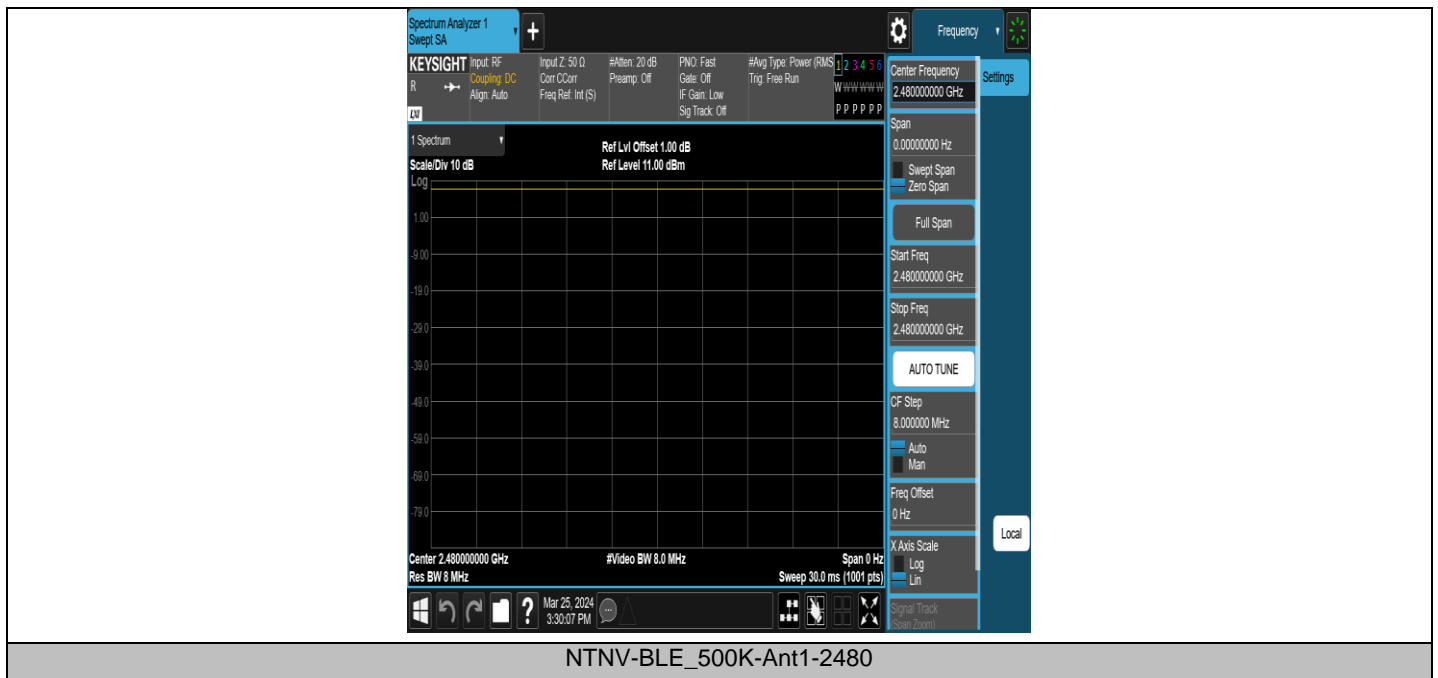 Spectrum Analyzer 1
Swept SA
+
Frequency
KEYSIGHT
R
LXI
Input: RF
Coupling: DC
Align: Auto
Input Z: 50 Ω
Corr CCorr
Freq Ref: Int (S)
#Atten: 20 dB
Preamp: Off
PNO: Fast
Gate: Off
IF Gain: Low
Sig Track: Off
#Avg Type: Power (RMS
Trig: Free Run
1 2 3 4 5 6
W W W W W W
P P P P P P
1 Spectrum
Scale/Div 10 dB
Ref Lvl Offset 1.00 dB
Ref Level 11.00 dBm
Log
1.00
-9.00
-19.0
-29.0
-39.0
-49.0
-59.0
-69.0
-79.0
Center 2.480000000 GHz
#Video BW 8.0 MHz
Span 0 Hz
Res BW 8 MHz
Sweep 30.0 ms (1001 pts)
Center Frequency
2.480000000 GHz
Settings
Span
0.00000000 Hz
Swept Span
Zero Span
Full Span
Start Freq
2.480000000 GHz
Stop Freq
2.480000000 GHz
AUTO TUNE
CF Step
8.000000 MHz
Auto
Man
Freq Offset
0 Hz
Local
X Axis Scale
Log
Lin
Signal Track
(Span Zoom)
?
Mar 25, 2024
3:30:07 PM
NTNV-BLE_500K-Ant1-2480